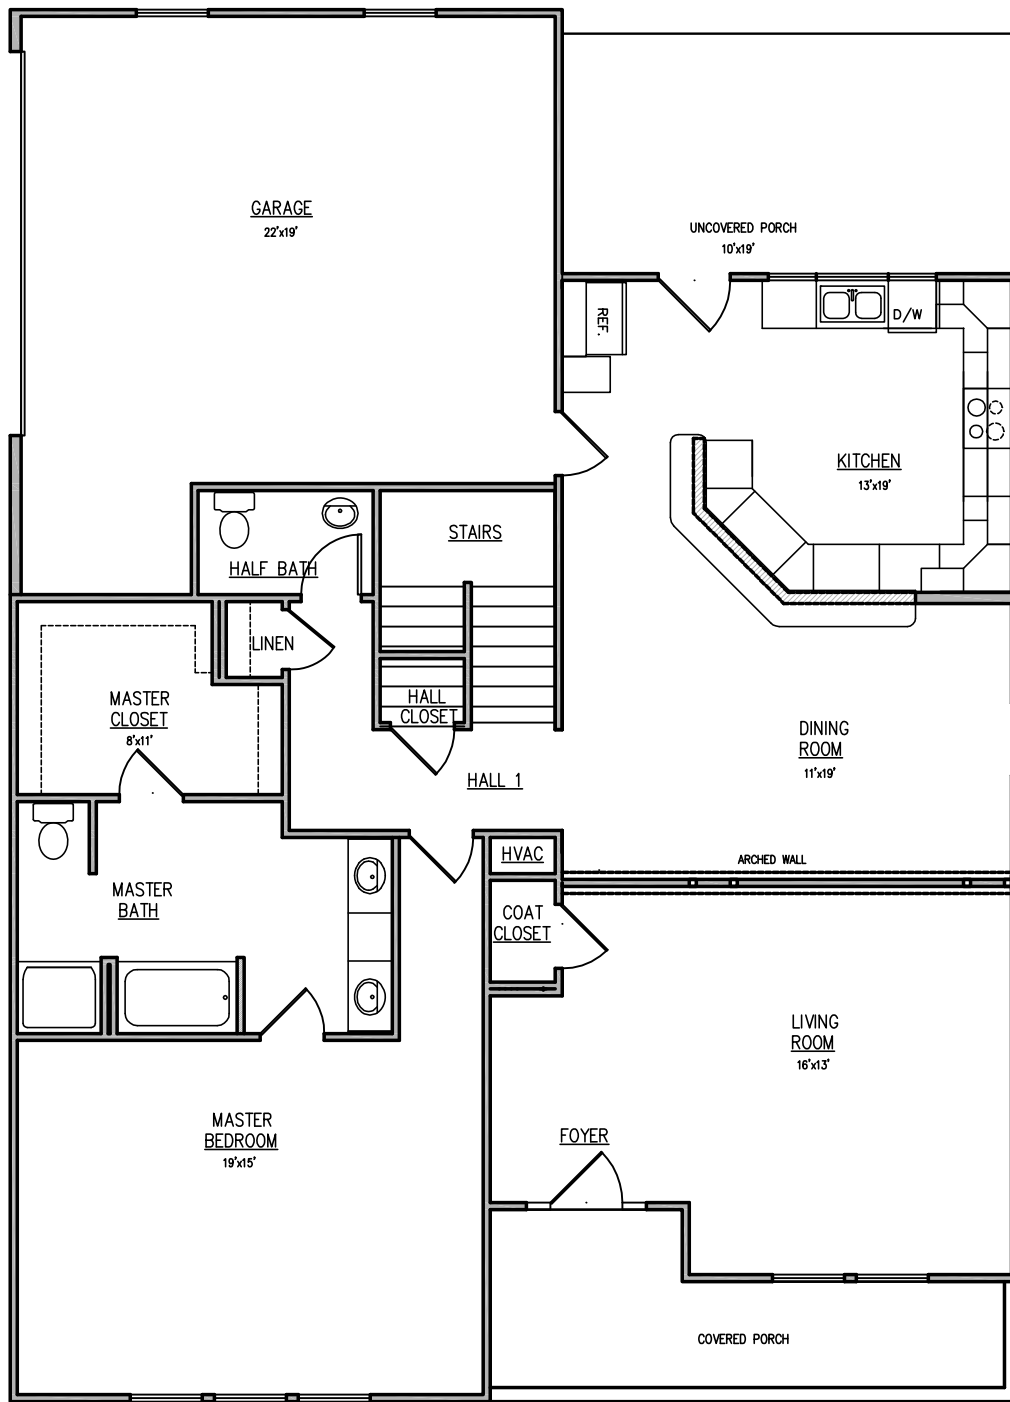 GARAGE
22'x19'
UNCOVERED PORCH
10'x19'
REF.
D/W
KITCHEN
13'x19'
STAIRS
HALF BATH
LINEN
MASTER
CLOSET
8'x11'
HALL
CLOSET
DINING
ROOM
11'x19'
HALL 1
HVAC
ARCHED WALL
MASTER
BATH
COAT
CLOSET
LIVING
ROOM
16'x13'
MASTER
BEDROOM
19'x15'
FOYER
COVERED PORCH